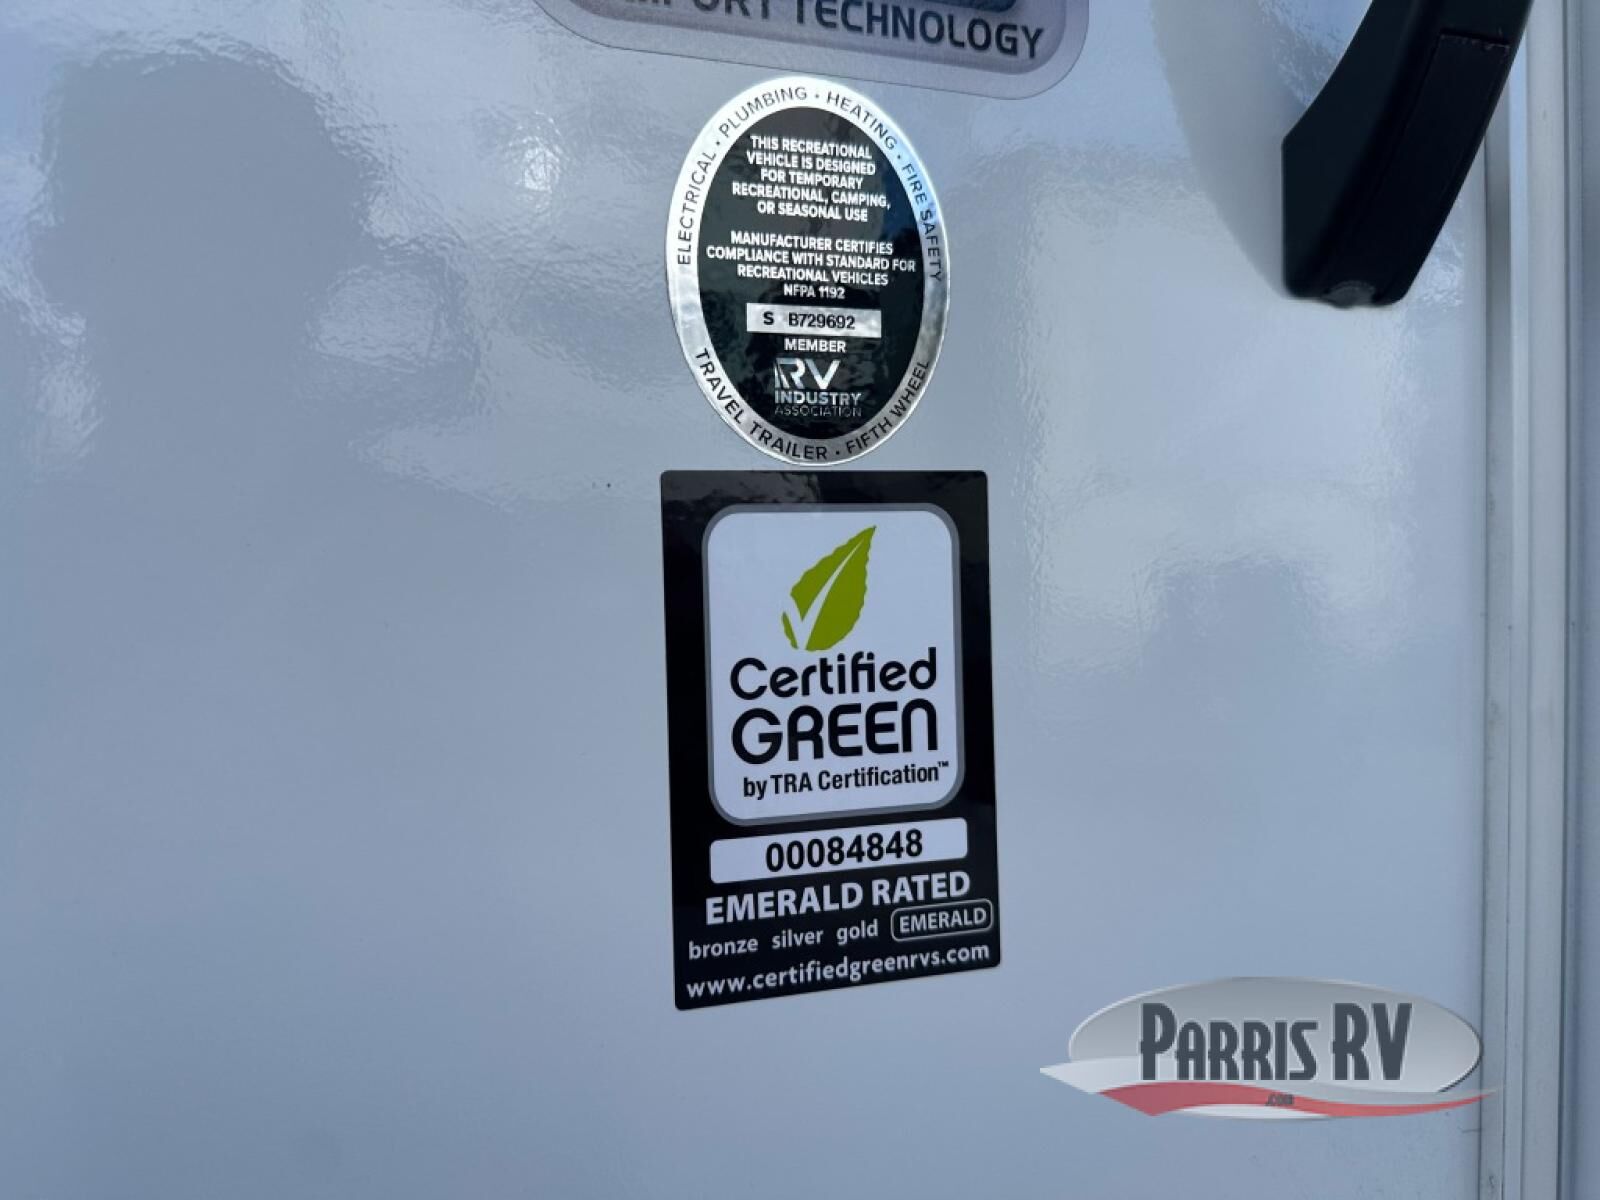 TECHNOLOGY
ELECTRICAL · PLUMBING · HEATING · FIRE SAFETY
THIS RECREATIONAL
VEHICLE IS DESIGNED
FOR TEMPORARY
RECREATIONAL, CAMPING,
OR SEASONAL USE
MANUFACTURER CERTIFIES
COMPLIANCE WITH STANDARD FOR
RECREATIONAL VEHICLES
NFPA 1192
S B729692
MEMBER
RV
INDUSTRY
ASSOCIATION
TRAVEL TRAILER · FIFTH WHEEL
Certified
GREEN
by TRA Certification™
00084848
EMERALD RATED
bronze silver gold EMERALD
www.certifiedgreenrvs.com
PARRIS RV
.com